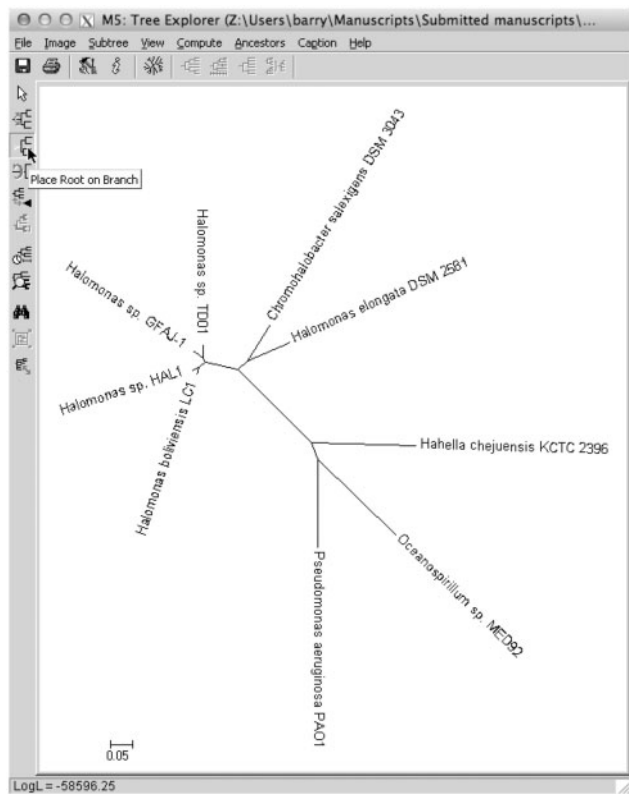 M5: Tree Explorer (Z:\Users\barry\Manuscripts\Submitted manuscripts\...
File Image Subtree View Compute Ancestors Caption Help
Place Root on Branch
Chromohalobacter salexigens DSM 3043
Halomonas sp. TD01
Halomonas elongata DSM 2581
Halomonas sp. GFAJ-1
Halomonas sp. HAL1
Halomonas boliviensis LC1
Hahella chejuensis KCTC 2396
Oceanospirillum sp. MED92
Pseudomonas aeruginosa PAO1
0.05
LogL = -58596.25